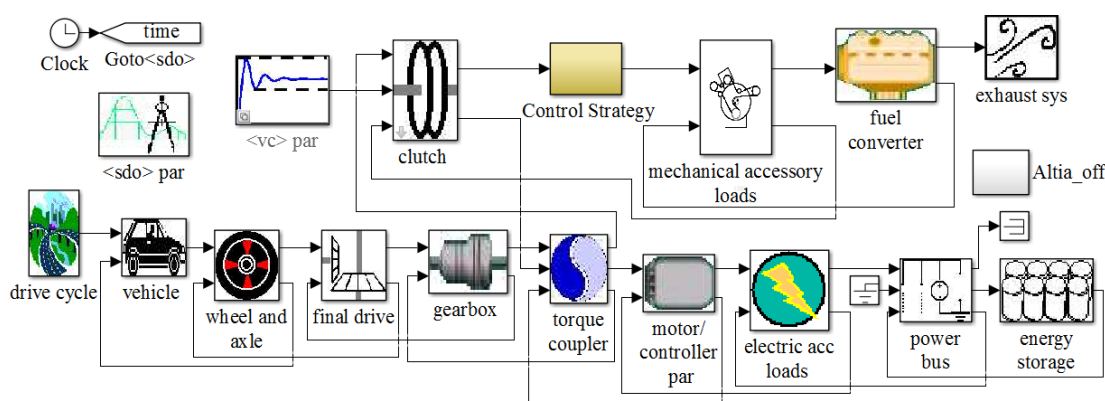 time
Clock
Goto<sdo>
<sdo> par
<vc> par
clutch
Control Strategy
mechanical accessory
loads
fuel
converter
exhaust sys
Altia_off
drive cycle
vehicle
wheel and
axle
final drive
gearbox
torque
coupler
motor/
controller
par
electric acc
loads
power
bus
energy
storage